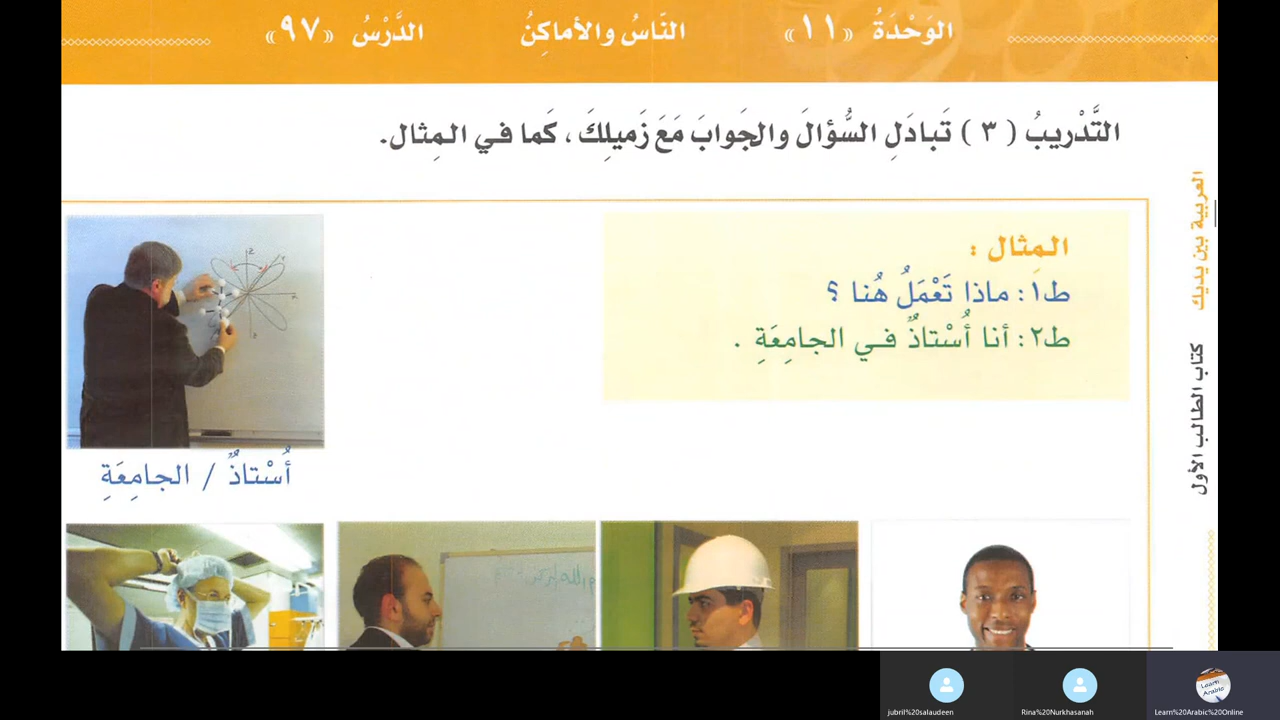 الوَحْدَةُ «١١» النّاسُ والأماكِنُ الدَّرْسُ «٩٧»
التَّدْريبُ ( ٣ ) تَبادَلِ السُّؤالَ والجَوابَ مَعَ زَميلِكَ ، كَما في المِثال.
المِثال :
ط١: ماذا تَعْمَلُ هُنا ؟
ط٢: أنا أُسْتاذٌ في الجامِعَةِ .
أُسْتاذٌ / الجامِعَةِ
العربية بين يديك
كتاب الطالب الأول
jubril%20salaudeen
Rina%20Nurkhasanah
Learn%20Arabic%20Online
Learn
Arabic